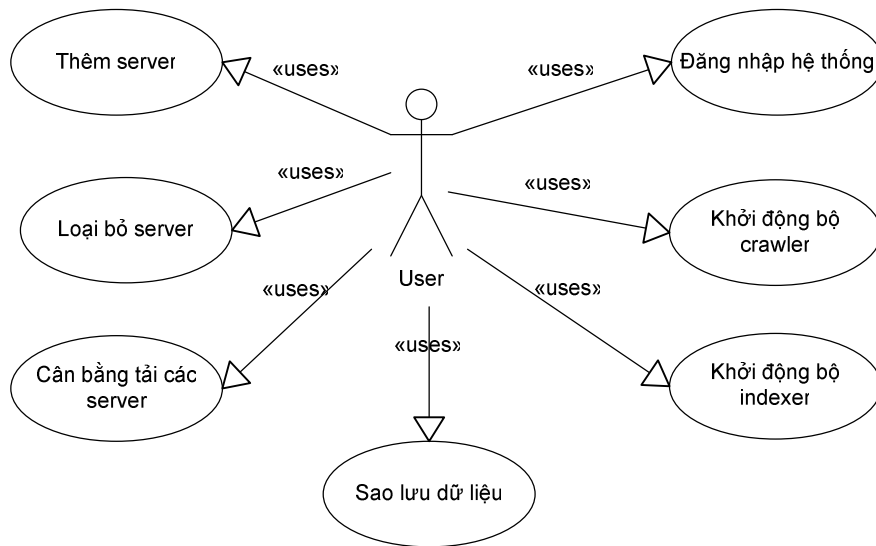 Thêm server
«uses»
«uses»
Đăng nhập hệ thống
«uses»
«uses»
Loại bỏ server
Khởi động bộ
crawler
User
«uses»
«uses»
«uses»
Cân bằng tải các
server
Khởi động bộ
indexer
Sao lưu dữ liệu